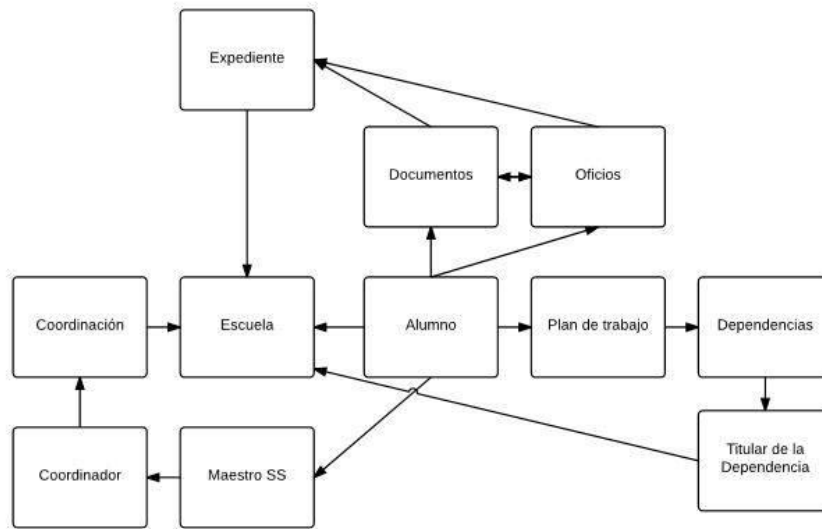 Expediente
Documentos
Oficios
Coordinación
Escuela
Alumno
Plan de trabajo
Dependencias
Coordinador
Maestro SS
Titular de la
Dependencia